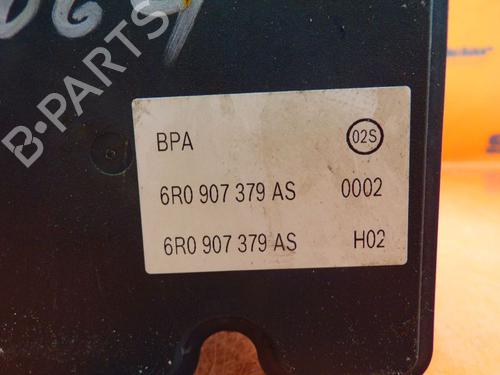 B-PARTS
BPA 02S
6R0 907 379 AS 0002
6R0 907 379 AS H02